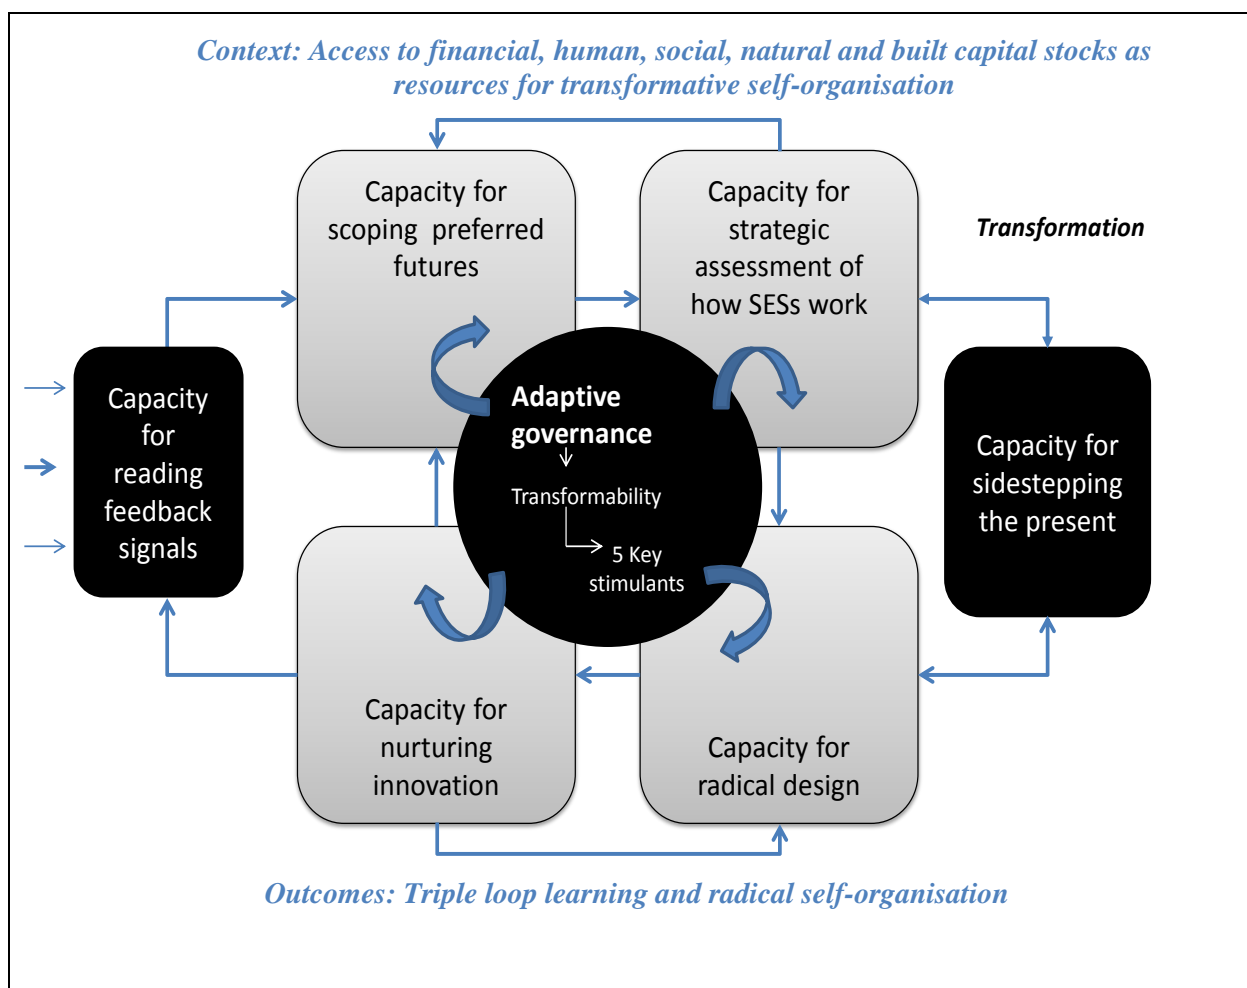 Context: Access to financial, human, social, natural and built capital stocks as
resources for transformative self-organisation
Capacity for
scoping preferred
futures
Capacity for
strategic
assessment of
how SESs work
Transformation
Capacity
for
reading
feedback
signals
Adaptive
governance
Transformability
5 Key
stimulants
Capacity for
sidestepping
the present
Capacity for
nurturing
innovation
Capacity for
radical design
Outcomes: Triple loop learning and radical self-organisation